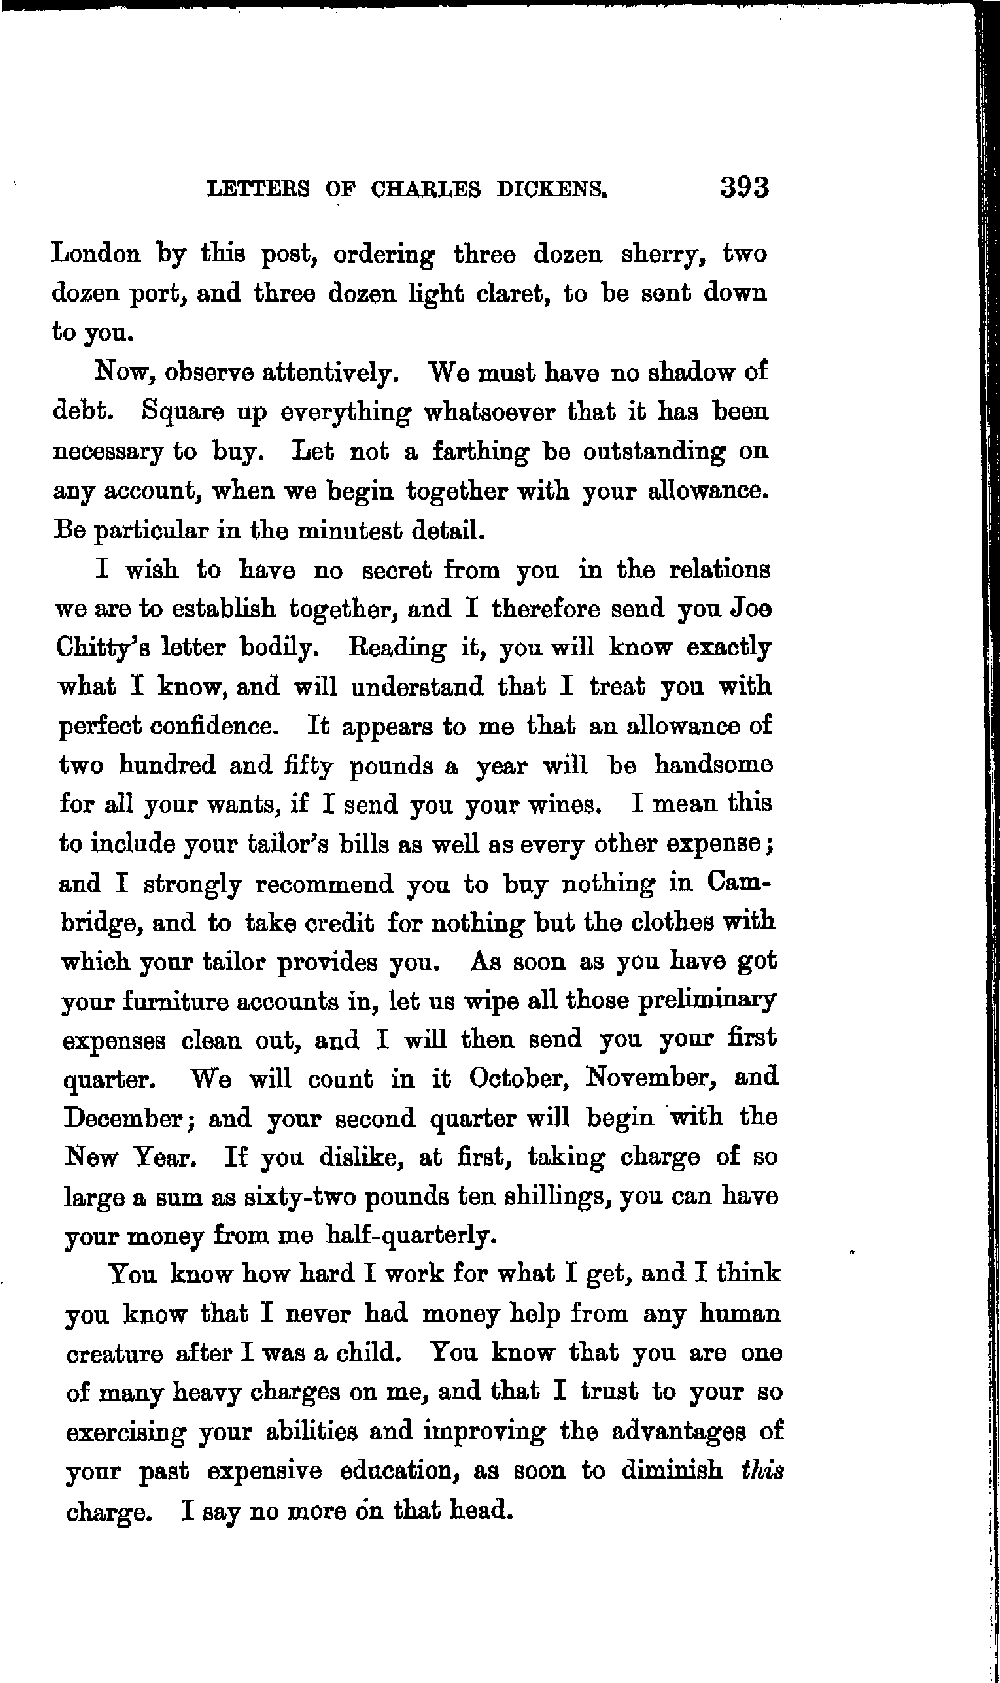 LETTERS OF CHARLES DICKENS. 393
London by this post, ordering three dozen sherry, two
dozen port, and three dozen light claret, to be sent down
to you.
Now, observe attentively. We must have no shadow of
debt. Square up everything whatsoever that it has been
necessary to buy. Let not a farthing be outstanding on
any account, when we begin together with your allowance.
Be particular in the minutest detail.
I wish to have no secret from you in the relations
we are to establish together, and I therefore send you Joe
Chitty's letter bodily. Reading it, you will know exactly
what I know, and will understand that I treat you with
perfect confidence. It appears to me that an allowance of
two hundred and fifty pounds a year will be handsome
for all your wants, if I send you your wines. I mean this
to include your tailor's bills as well as every other expense;
and I strongly recommend you to buy nothing in Cam-
bridge, and to take credit for nothing but the clothes with
which your tailor provides you. As soon as you have got
your furniture accounts in, let us wipe all those preliminary
expenses clean out, and I will then send you your first
quarter. We will count in it October, November, and
December; and your second quarter will begin with the
New Year. If you dislike, at first, taking charge of so
large a sum as sixty-two pounds ten shillings, you can have
your money from me half-quarterly.
You know how hard I work for what I get, and I think
you know that I never had money help from any human
creature after I was a child. You know that you are one
of many heavy charges on me, and that I trust to your so
exercising your abilities and improving the advantages of
your past expensive education, as soon to diminish this
charge. I say no more on that head.